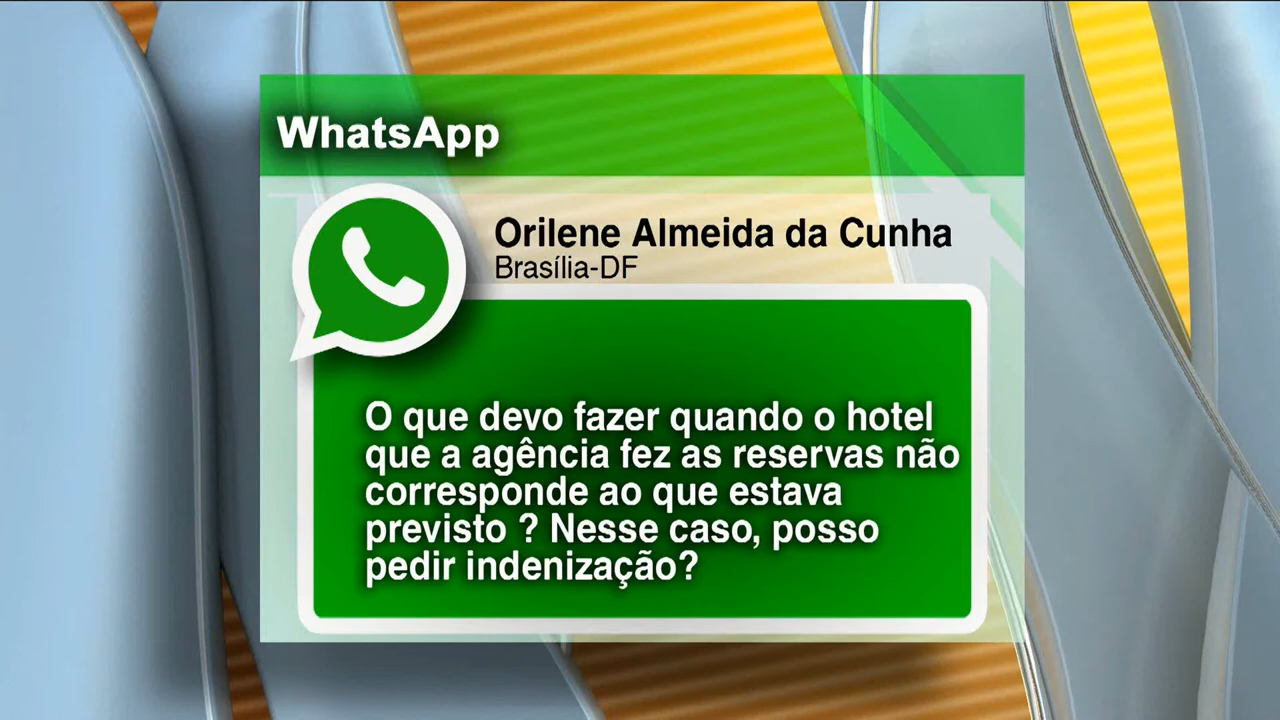 WhatsApp
Orilene Almeida da Cunha
Brasília-DF
O que devo fazer quando o hotel
que a agência fez as reservas não
corresponde ao que estava
previsto ? Nesse caso, posso
pedir indenização?